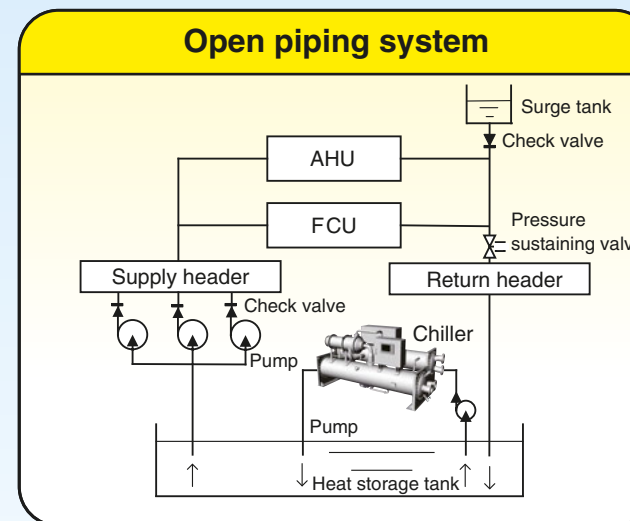 Open piping system
Surge tank
Check valve
AHU
FCU
Pressure
sustaining valv
Supply header
Return header
Check valve
Chiller
Pump
Pump
Heat storage tank